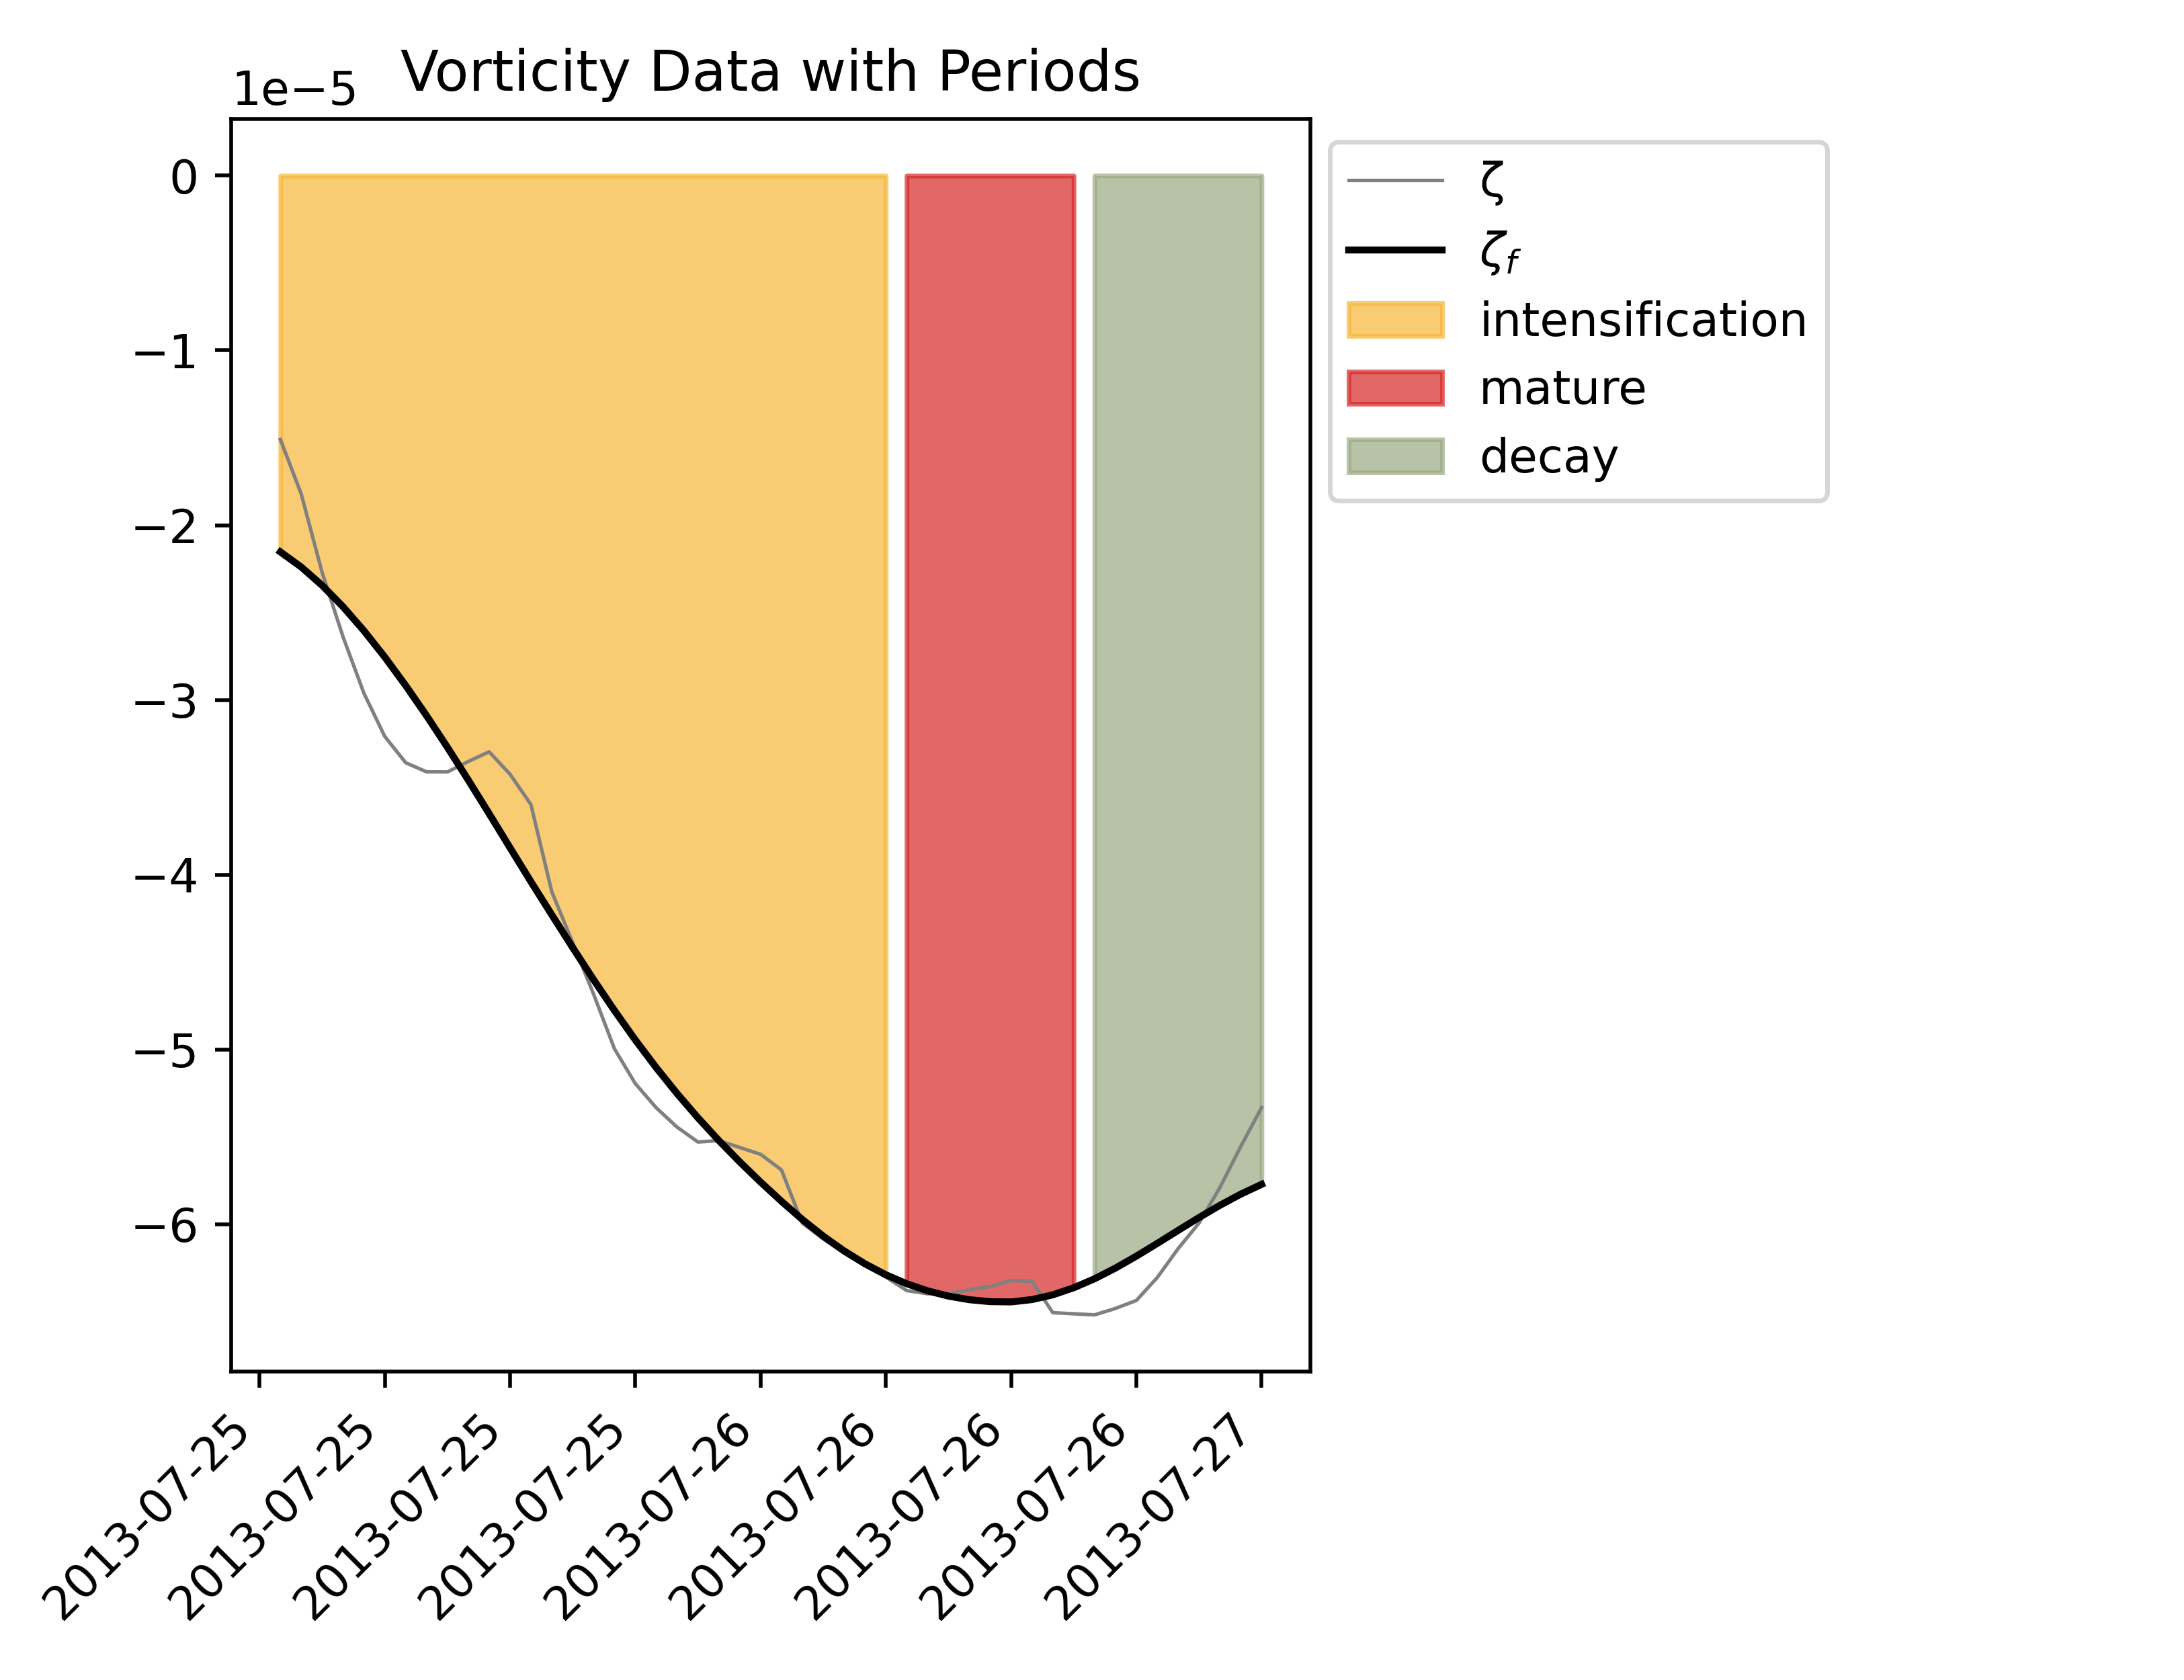 Vorticity Data with Periods
1e−5
0
−1
−2
−3
−4
−5
−6
2013-07-25
2013-07-25
2013-07-25
2013-07-25
2013-07-26
2013-07-26
2013-07-26
2013-07-26
2013-07-27
ζ
ζf
intensification
mature
decay